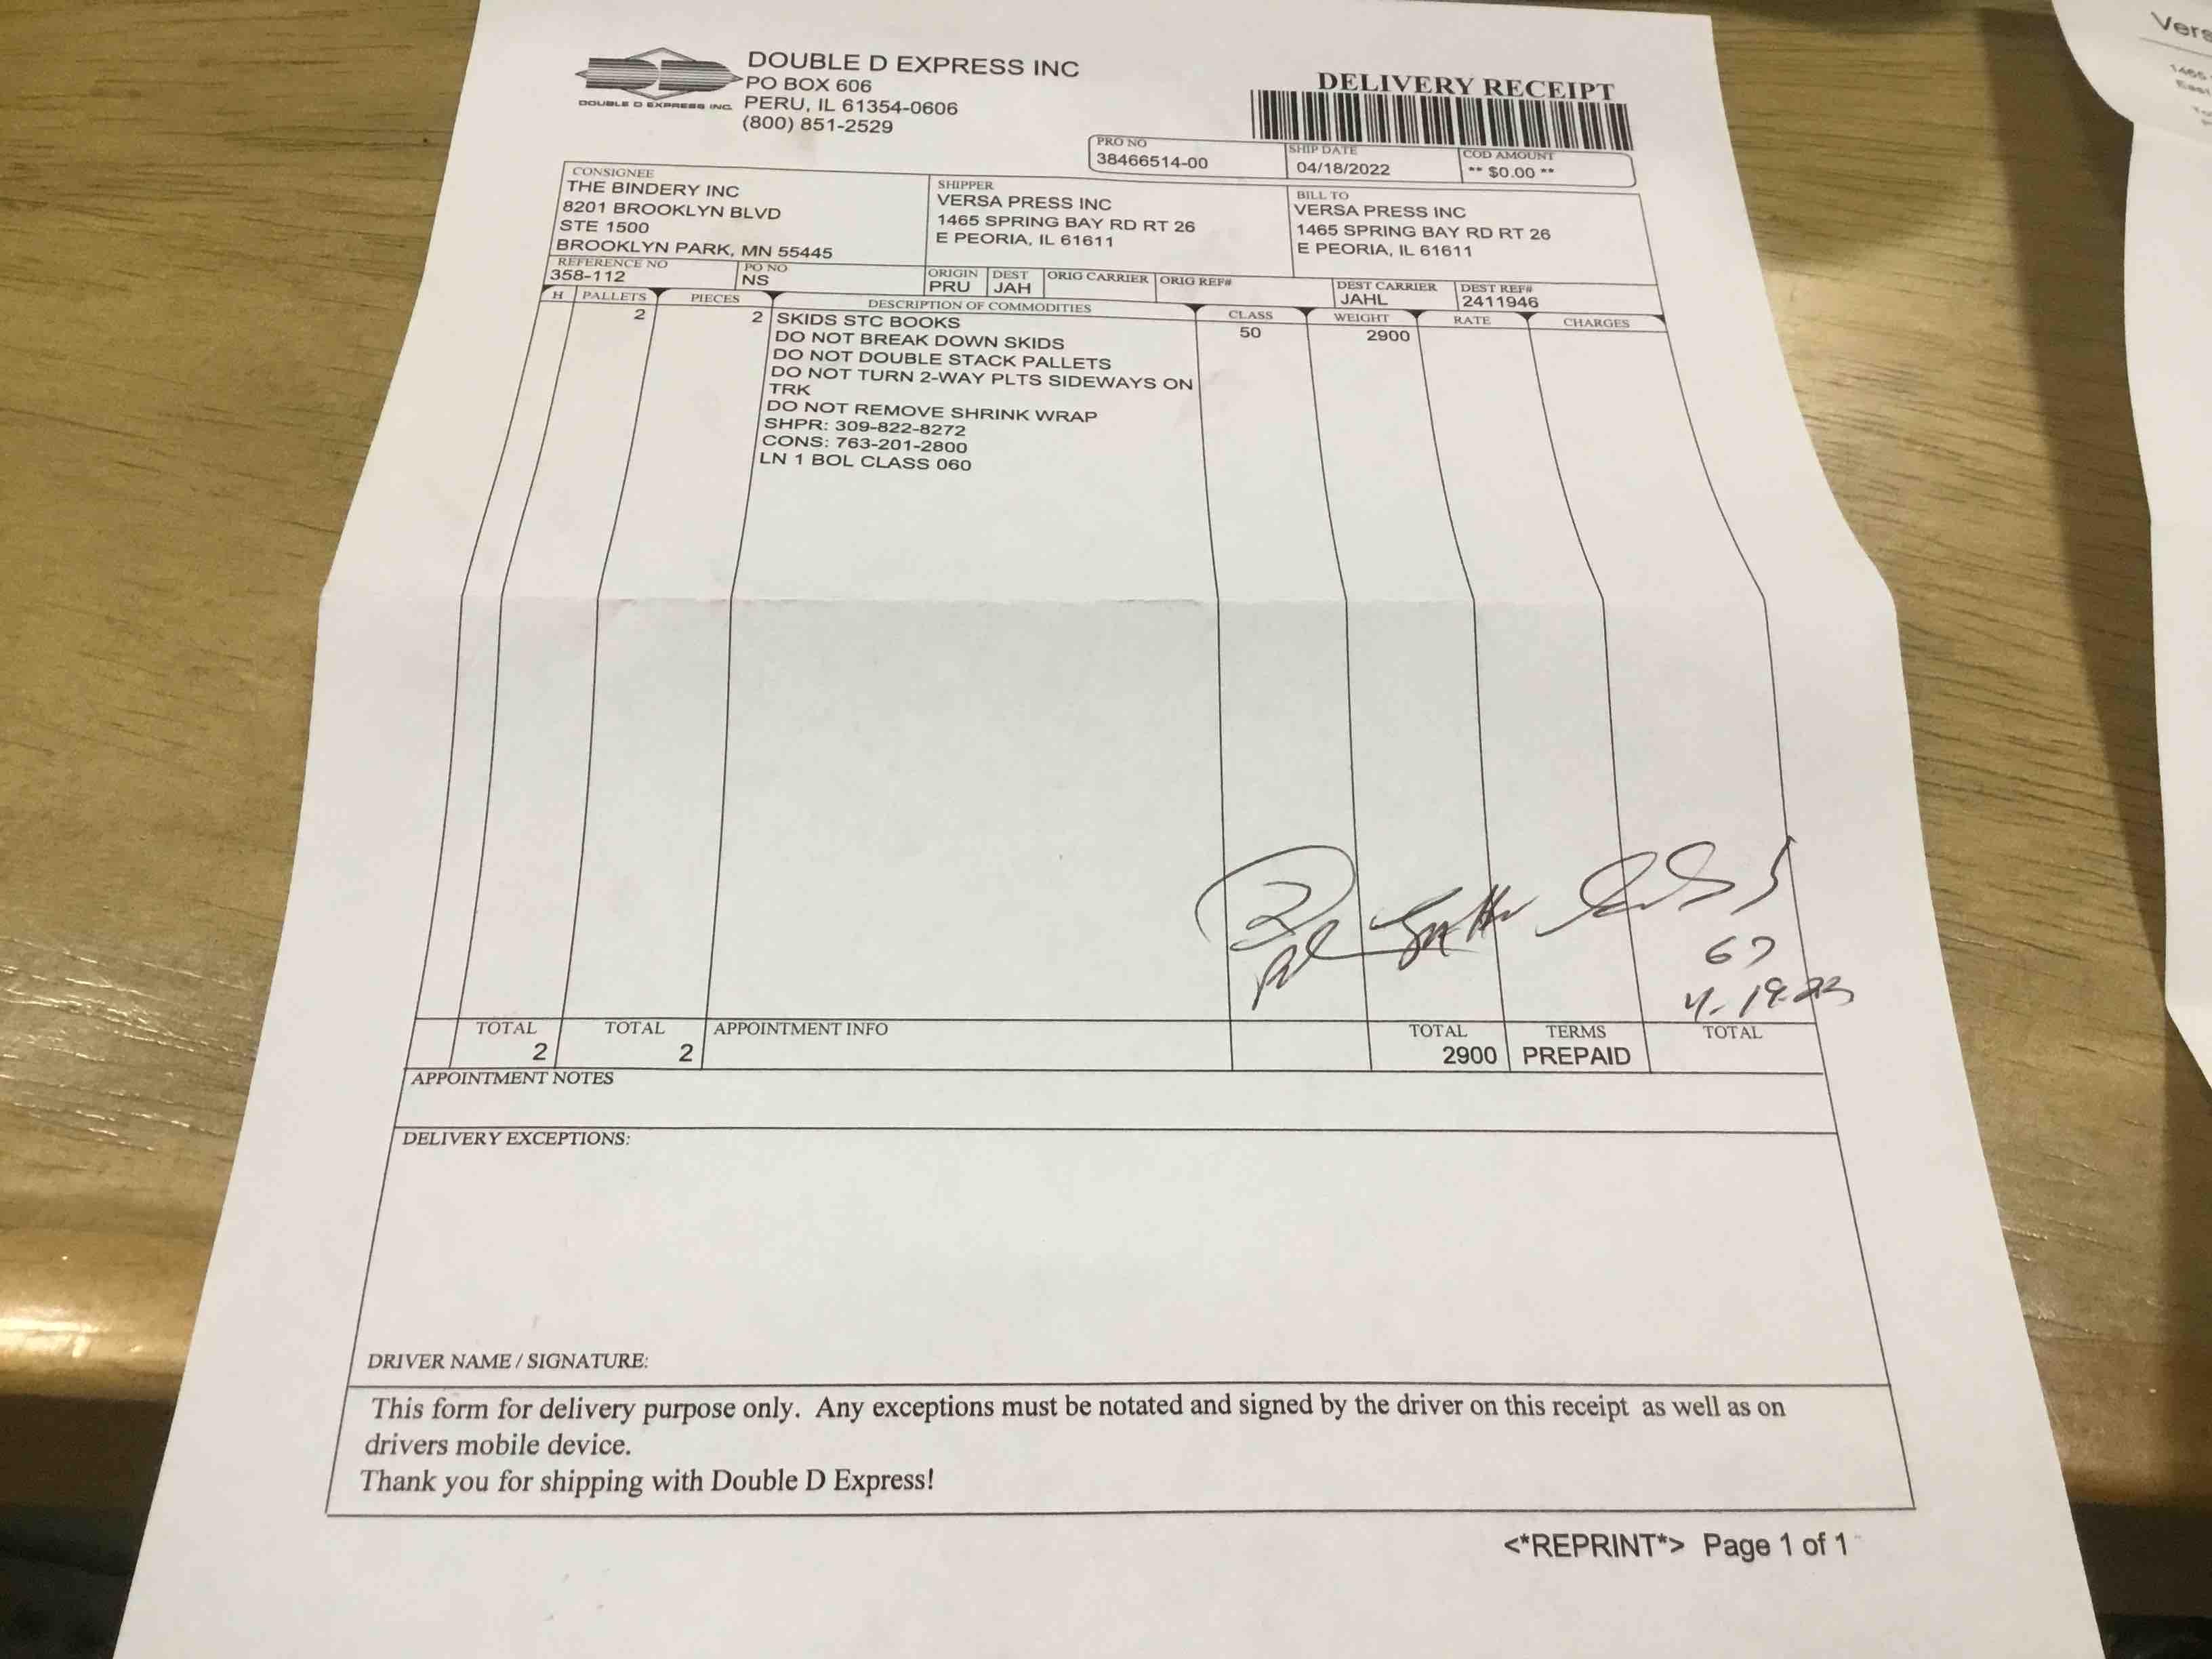 DOUBLE D EXPRESS INC
PO BOX 606
PERU, IL 61354-0606
(800) 851-2529
DOUBLE D EXPRESS INC.
DELIVERY RECEIPT
PRO NO
38466514-00
SHIP DATE
04/18/2022
COD AMOUNT
** $0.00 **
CONSIGNEE
THE BINDERY INC
8201 BROOKLYN BLVD
STE 1500
BROOKLYN PARK, MN 55445
SHIPPER
VERSA PRESS INC
1465 SPRING BAY RD RT 26
E PEORIA, IL 61611
BILL TO
VERSA PRESS INC
1465 SPRING BAY RD RT 26
E PEORIA, IL 61611
REFERENCE NO
358-112
PO NO
NS
ORIGIN
PRU
DEST
JAH
ORIG CARRIER
ORIG REF#
DEST CARRIER
JAHL
DEST REF#
2411946
H PALLETS PIECES DESCRIPTION OF COMMODITIES CLASS WEIGHT RATE CHARGES
2 2 SKIDS STC BOOKS 50 2900
DO NOT BREAK DOWN SKIDS
DO NOT DOUBLE STACK PALLETS
DO NOT TURN 2-WAY PLTS SIDEWAYS ON
TRK
DO NOT REMOVE SHRINK WRAP
SHPR: 309-822-8272
CONS: 763-201-2800
LN 1 BOL CLASS 060
2
TOTAL
2
TOTAL
2
APPOINTMENT INFO
TOTAL
2900
TERMS
PREPAID
TOTAL
APPOINTMENT NOTES
DELIVERY EXCEPTIONS:
DRIVER NAME / SIGNATURE:
This form for delivery purpose only. Any exceptions must be notated and signed by the driver on this receipt as well as on
drivers mobile device.
Thank you for shipping with Double D Express!
<*REPRINT*> Page 1 of 1
Vers
1465
East